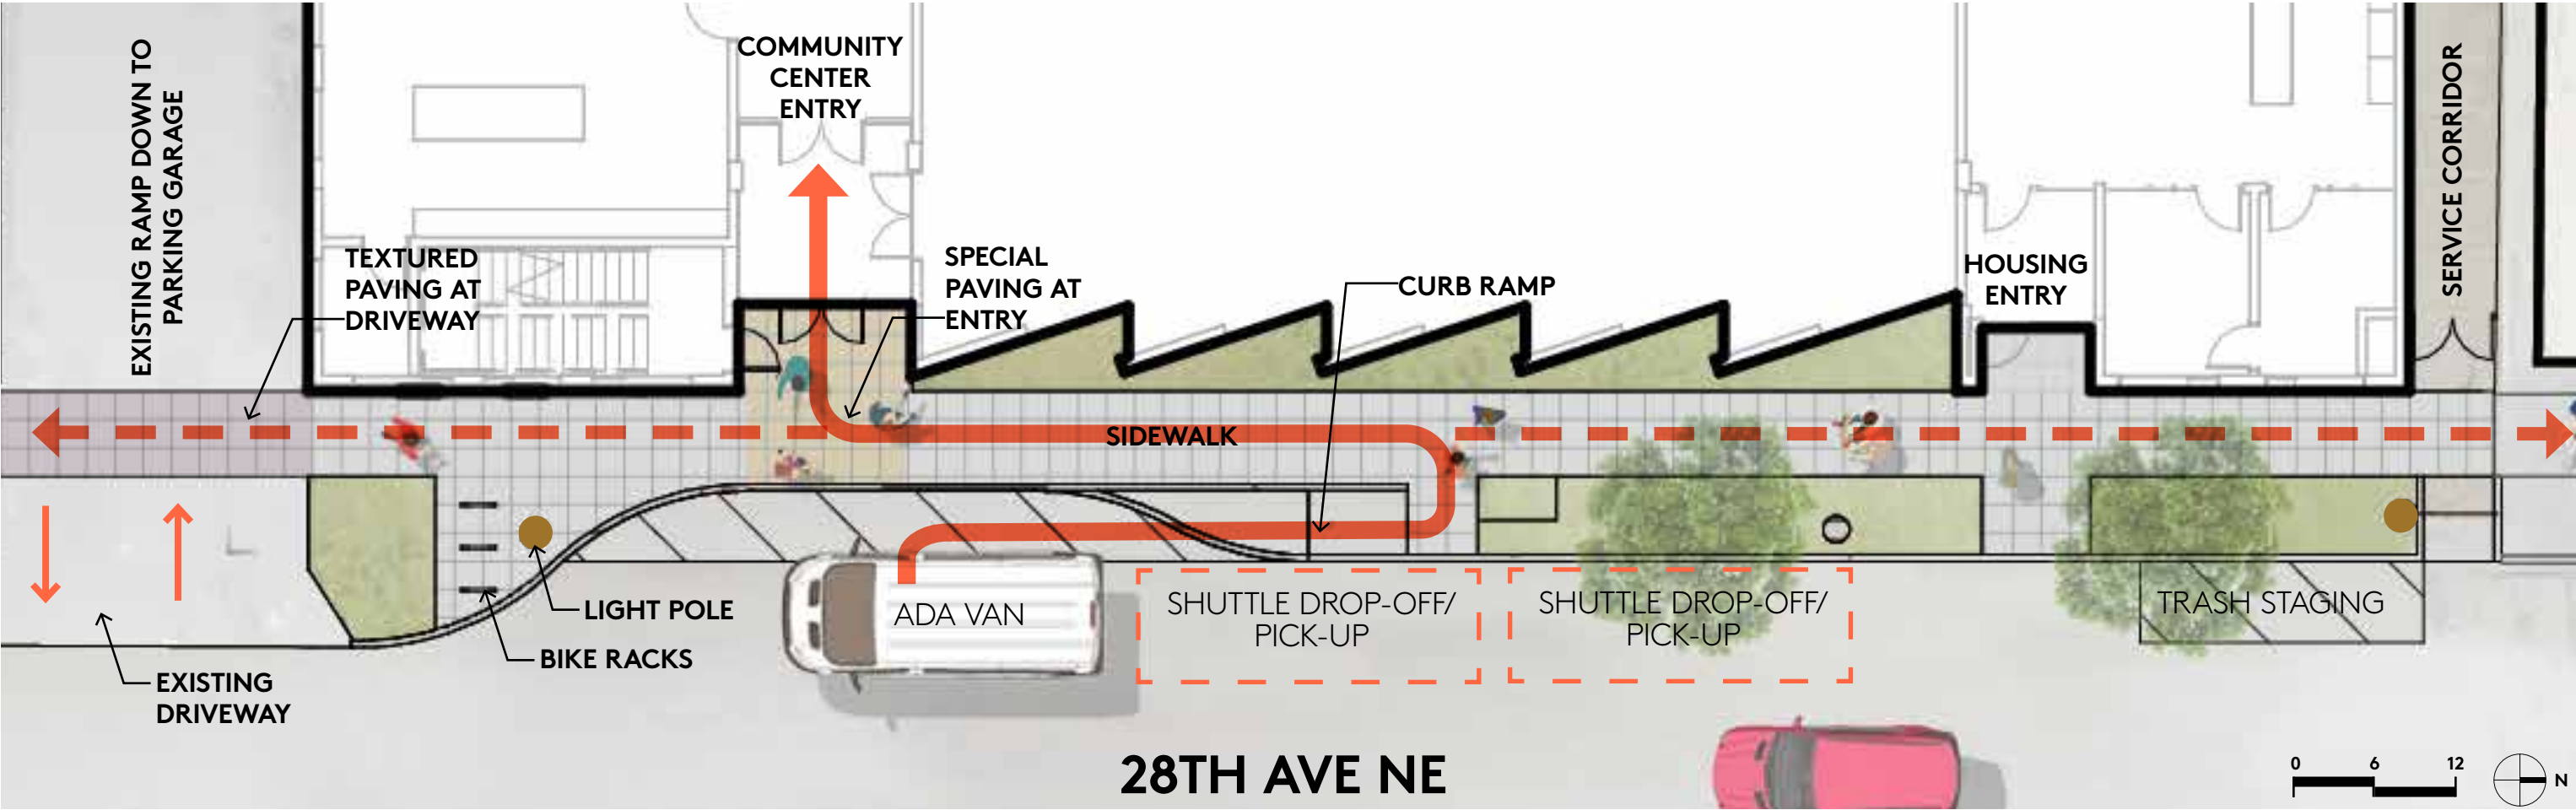 EXISTING RAMP DOWN TO
PARKING GARAGE
COMMUNITY
CENTER
ENTRY
TEXTURED
PAVING AT
DRIVEWAY
SPECIAL
PAVING AT
ENTRY
CURB RAMP
HOUSING
ENTRY
SERVICE CORRIDOR
SIDEWALK
LIGHT POLE
BIKE RACKS
EXISTING
DRIVEWAY
ADA VAN
SHUTTLE DROP-OFF/
PICK-UP
SHUTTLE DROP-OFF/
PICK-UP
TRASH STAGING
28TH AVE NE
0 6 12
N